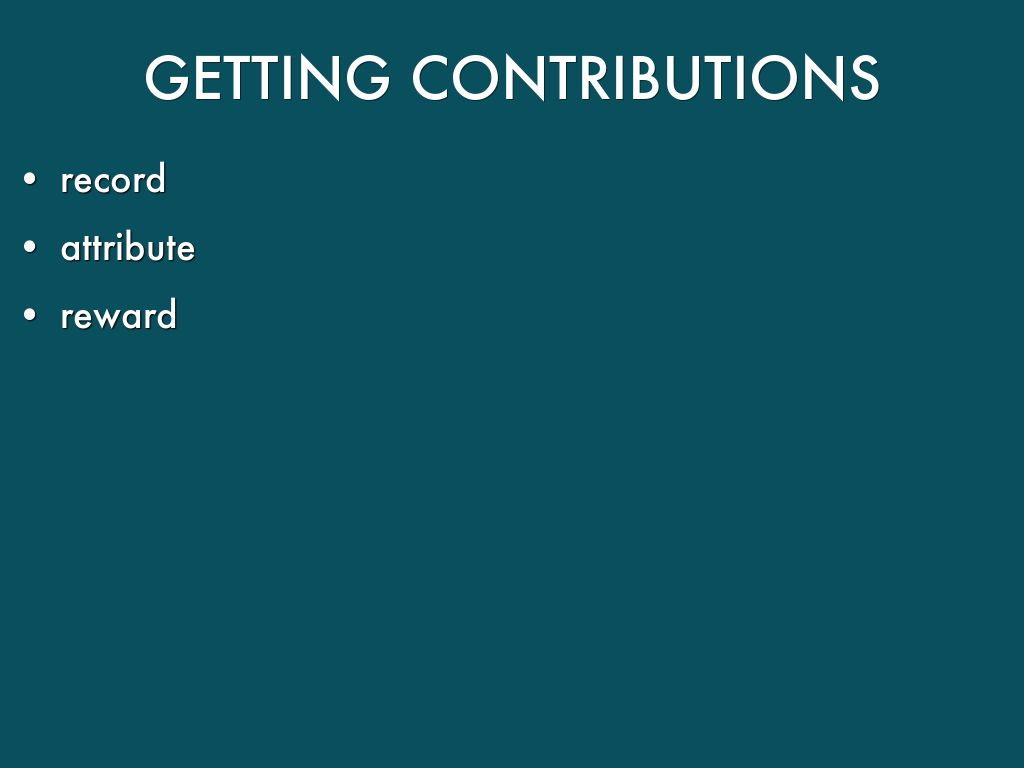 GETTING CONTRIBUTIONS
• record
• attribute
• reward